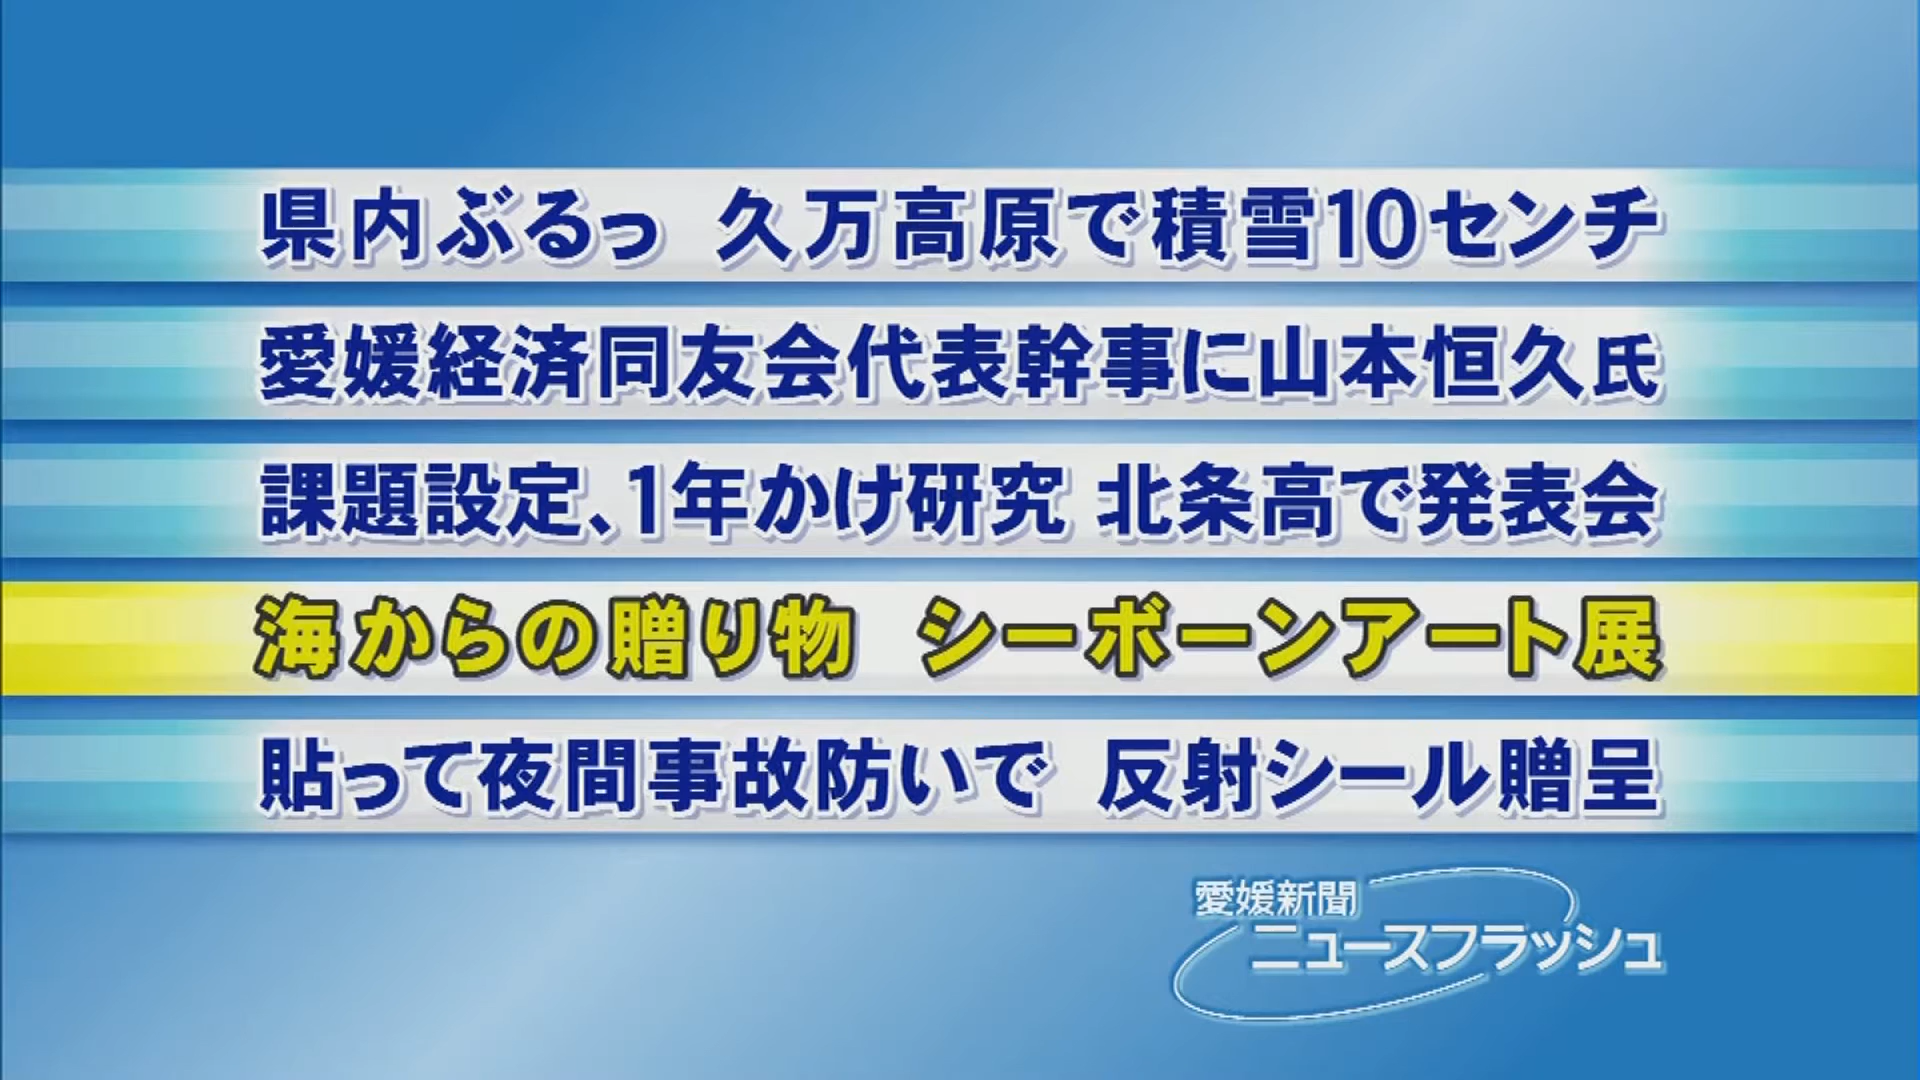 県内ぶるっ 久万高原で積雪10センチ
愛媛経済同友会代表幹事に山本恒久氏
課題設定、1年かけ研究 北条高で発表会
海からの贈り物 シーボーンアート展
貼って夜間事故防いで 反射シール贈呈
愛媛新聞
ニュースフラッシュ